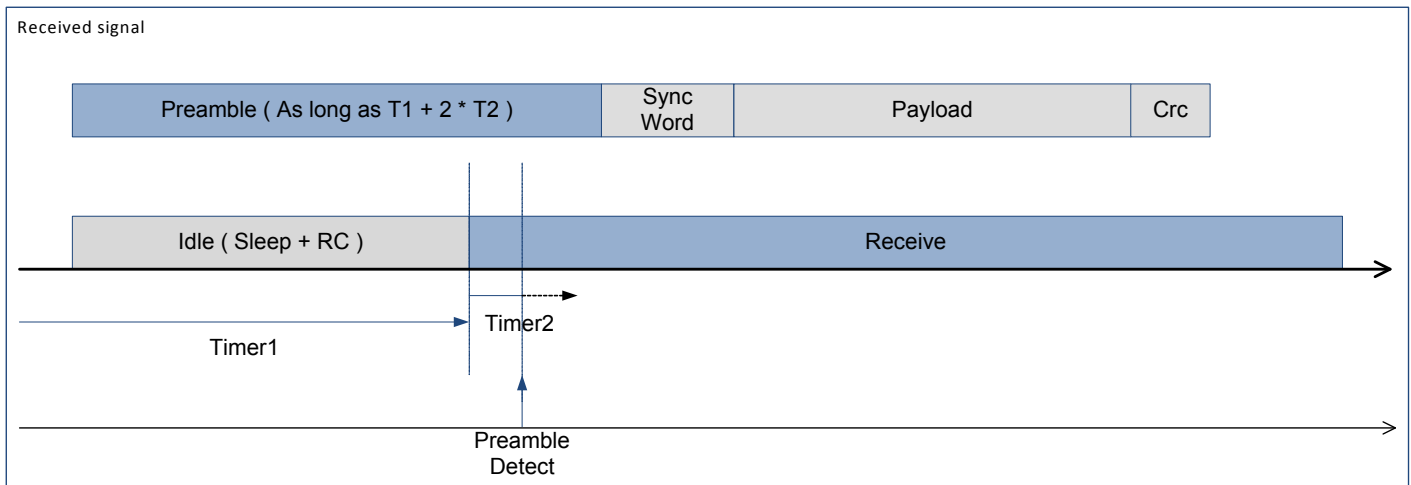 Received signal
Preamble ( As long as T1 + 2 * T2 )
Sync
Word
Payload
Crc
Idle ( Sleep + RC )
Receive
Timer2
Timer1
Preamble
Detect